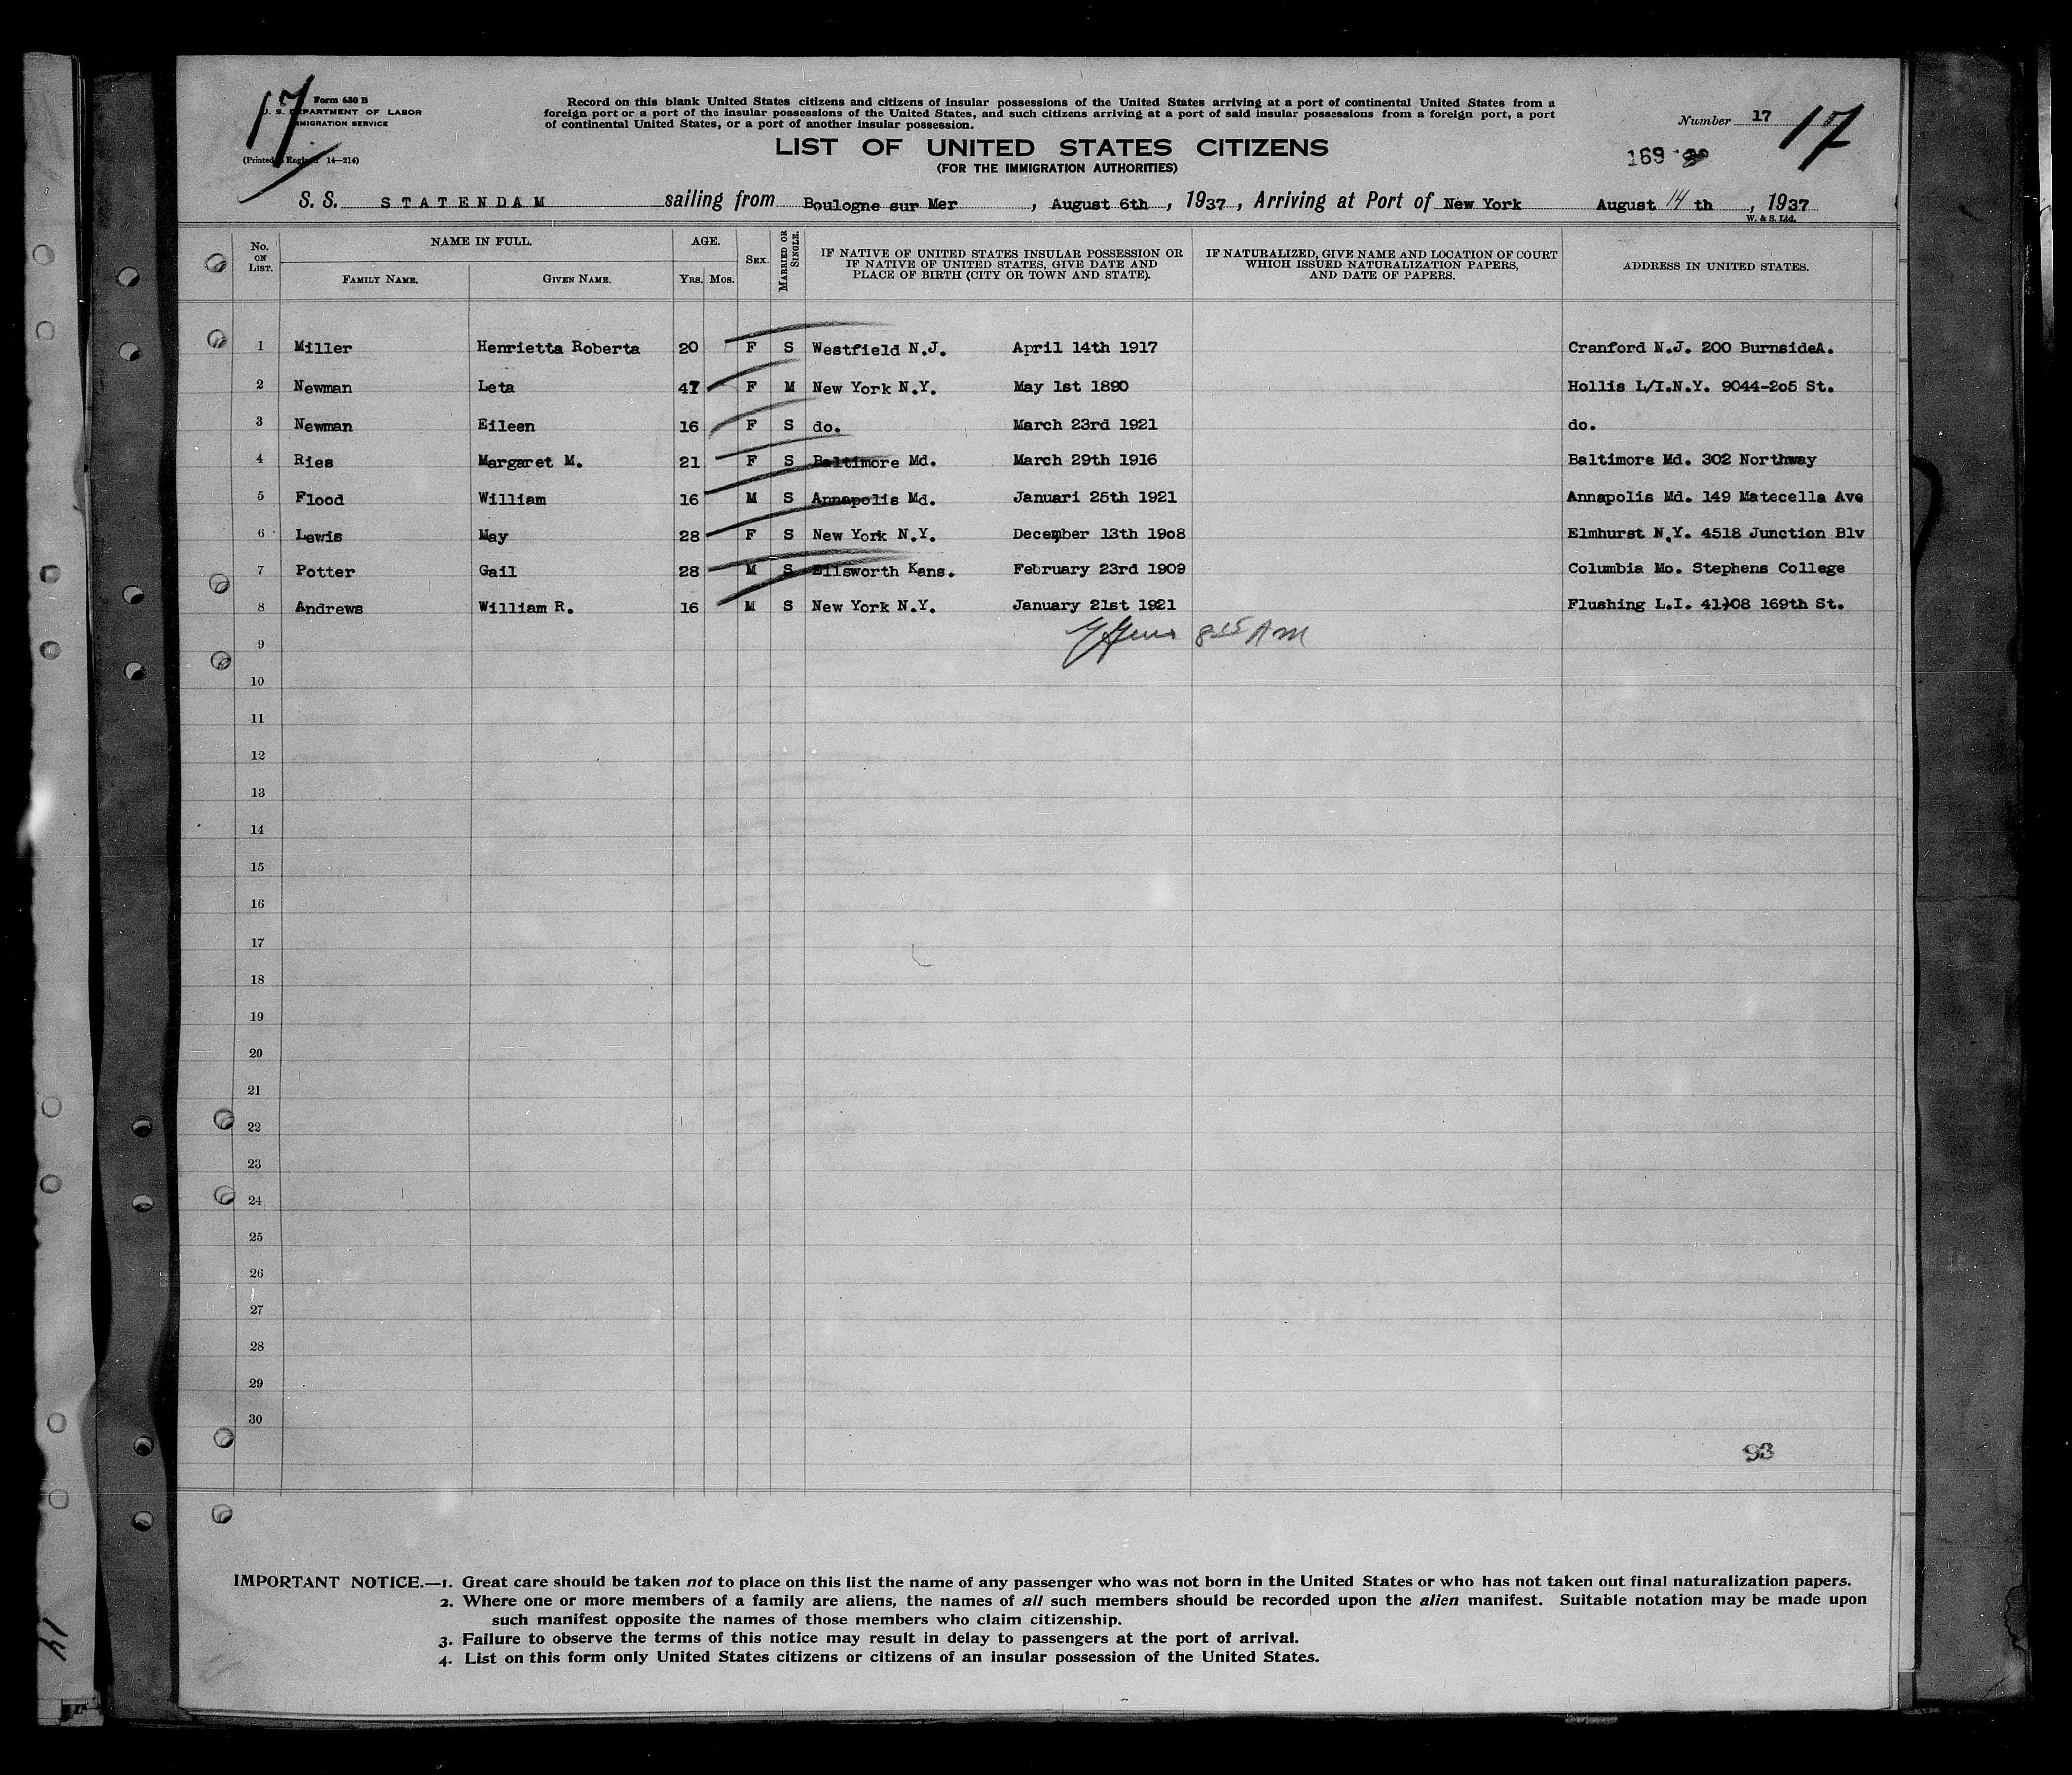 17
Form 630 B
U. S. DEPARTMENT OF LABOR
IMMIGRATION SERVICE
(Printed in England 14—214)
Record on this blank United States citizens and citizens of insular possessions of the United States arriving at a port of continental United States from a
foreign port or a port of the insular possessions of the United States, and such citizens arriving at a port of said insular possessions from a foreign port, a port
of continental United States, or a port of another insular possession.
LIST OF UNITED STATES CITIZENS
(FOR THE IMMIGRATION AUTHORITIES)
Number 17 17
169
S. S. STATENDAM sailing from Boulogne sur Mer, August 6th, 1937, Arriving at Port of New York August 14 th, 1937
W. & S. Ltd.
No. ON LIST. NAME IN FULL. AGE. SEX. MARRIED OR SINGLE. IF NATIVE OF UNITED STATES INSULAR POSSESSION OR IF NATIVE OF UNITED STATES, GIVE DATE AND PLACE OF BIRTH (CITY OR TOWN AND STATE). IF NATURALIZED, GIVE NAME AND LOCATION OF COURT WHICH ISSUED NATURALIZATION PAPERS, AND DATE OF PAPERS. ADDRESS IN UNITED STATES.
FAMILY NAME. GIVEN NAME. YRS. MOS.
1 Miller Henrietta Roberta 20 F S Westfield N.J. April 14th 1917 Cranford N.J. 200 BurnsideA.
2 Newman Leta 47 F M New York N.Y. May 1st 1890 Hollis L/I.N.Y. 9044-2o5 St.
3 Newman Eileen 16 F S do. March 23rd 1921 do.
4 Ries Margaret M. 21 F S Baltimore Md. March 29th 1916 Baltimore Md. 302 Northway
5 Flood William 16 M S Annapolis Md. Januari 25th 1921 Annapolis Md. 149 Matecella Ave
6 Lewis May 28 F S New York N.Y. December 13th 19o8 Elmhurst N.Y. 4518 Junction Blv
7 Potter Gail 28 M S Ellsworth Kans. February 23rd 1909 Columbia Mo. Stephens College
8 Andrews William R. 16 M S New York N.Y. January 21st 1921 Flushing L.I. 41)08 169th St.
9 8 15 AM
10
11
12
13
14
15
16
17
18
19
20
21
22
23
24
25
26
27
28
29
30
93
IMPORTANT NOTICE.—1. Great care should be taken not to place on this list the name of any passenger who was not born in the United States or who has not taken out final naturalization papers.
2. Where one or more members of a family are aliens, the names of all such members should be recorded upon the alien manifest. Suitable notation may be made upon
such manifest opposite the names of those members who claim citizenship.
3. Failure to observe the terms of this notice may result in delay to passengers at the port of arrival.
4. List on this form only United States citizens or citizens of an insular possession of the United States.